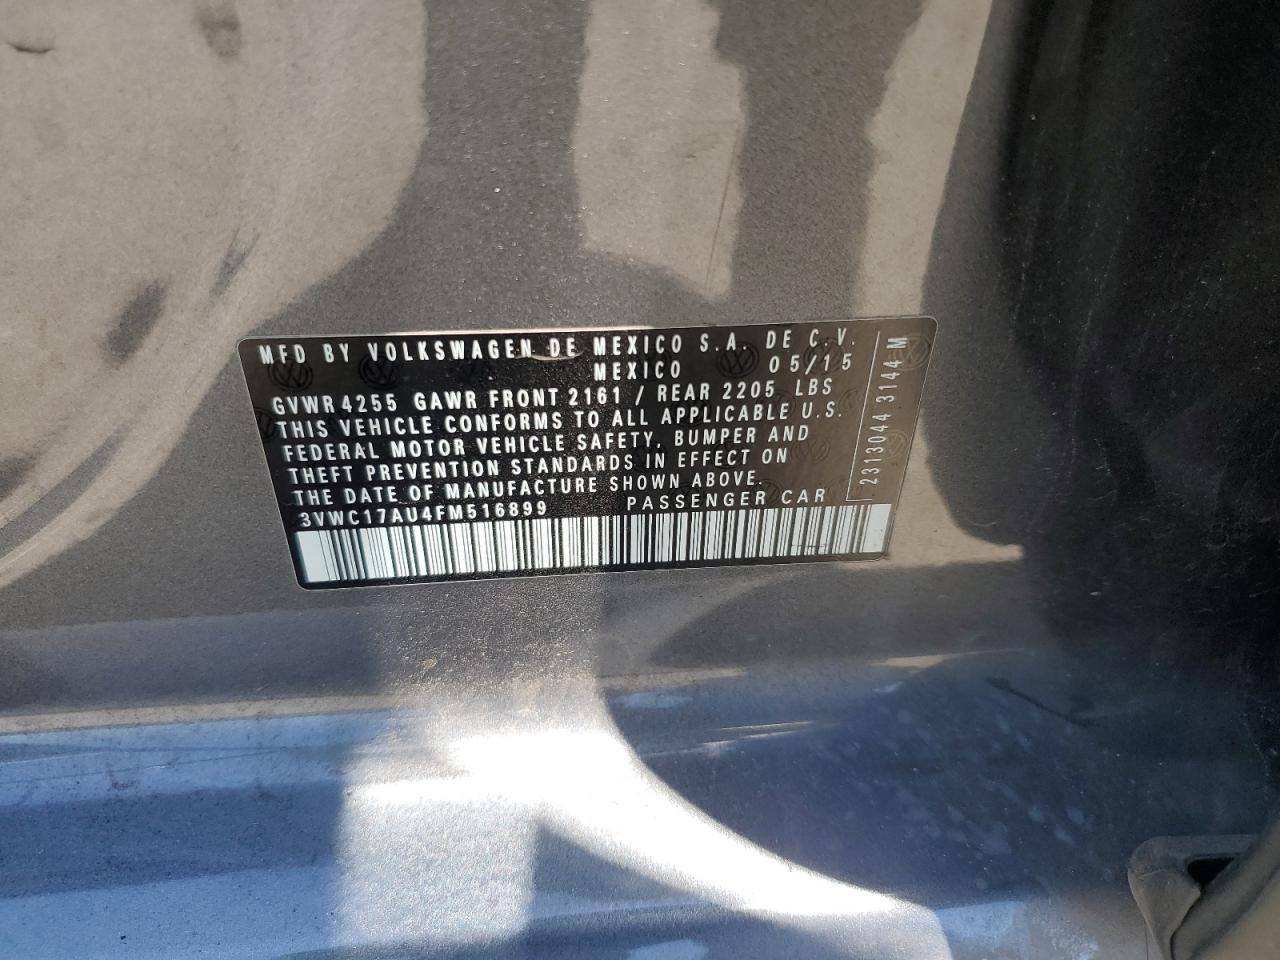 MFD BY VOLKSWAGEN DE MEXICO S.A. DE C.V.
MEXICO 05/15
GVWR 4255 GAWR FRONT 2161 / REAR 2205 LBS
THIS VEHICLE CONFORMS TO ALL APPLICABLE U.S.
FEDERAL MOTOR VEHICLE SAFETY, BUMPER AND
THEFT PREVENTION STANDARDS IN EFFECT ON
THE DATE OF MANUFACTURE SHOWN ABOVE.
3VWC17AU4FM516899 PASSENGER CAR
2313044 3144 M